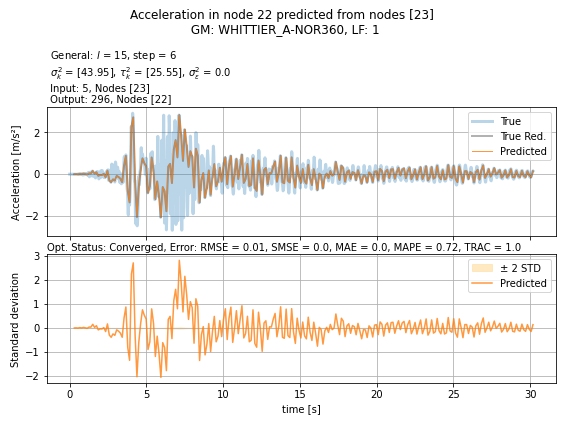 Acceleration in node 22 predicted from nodes [23]
GM: WHITTIER_A-NOR360, LF: 1
General: l = 15, step = 6
σ²ₖ = [43.95], τ²ₖ = [25.55], σ²ε = 0.0
Input: 5, Nodes [23]
Output: 296, Nodes [22]
Acceleration [m/s²]
2
0
−2
True
True Red.
Predicted
Opt. Status: Converged, Error: RMSE = 0.01, SMSE = 0.0, MAE = 0.0, MAPE = 0.72, TRAC = 1.0
Standard deviation
3
2
1
0
−1
−2
± 2 STD
Predicted
0 5 10 15 20 25 30
time [s]